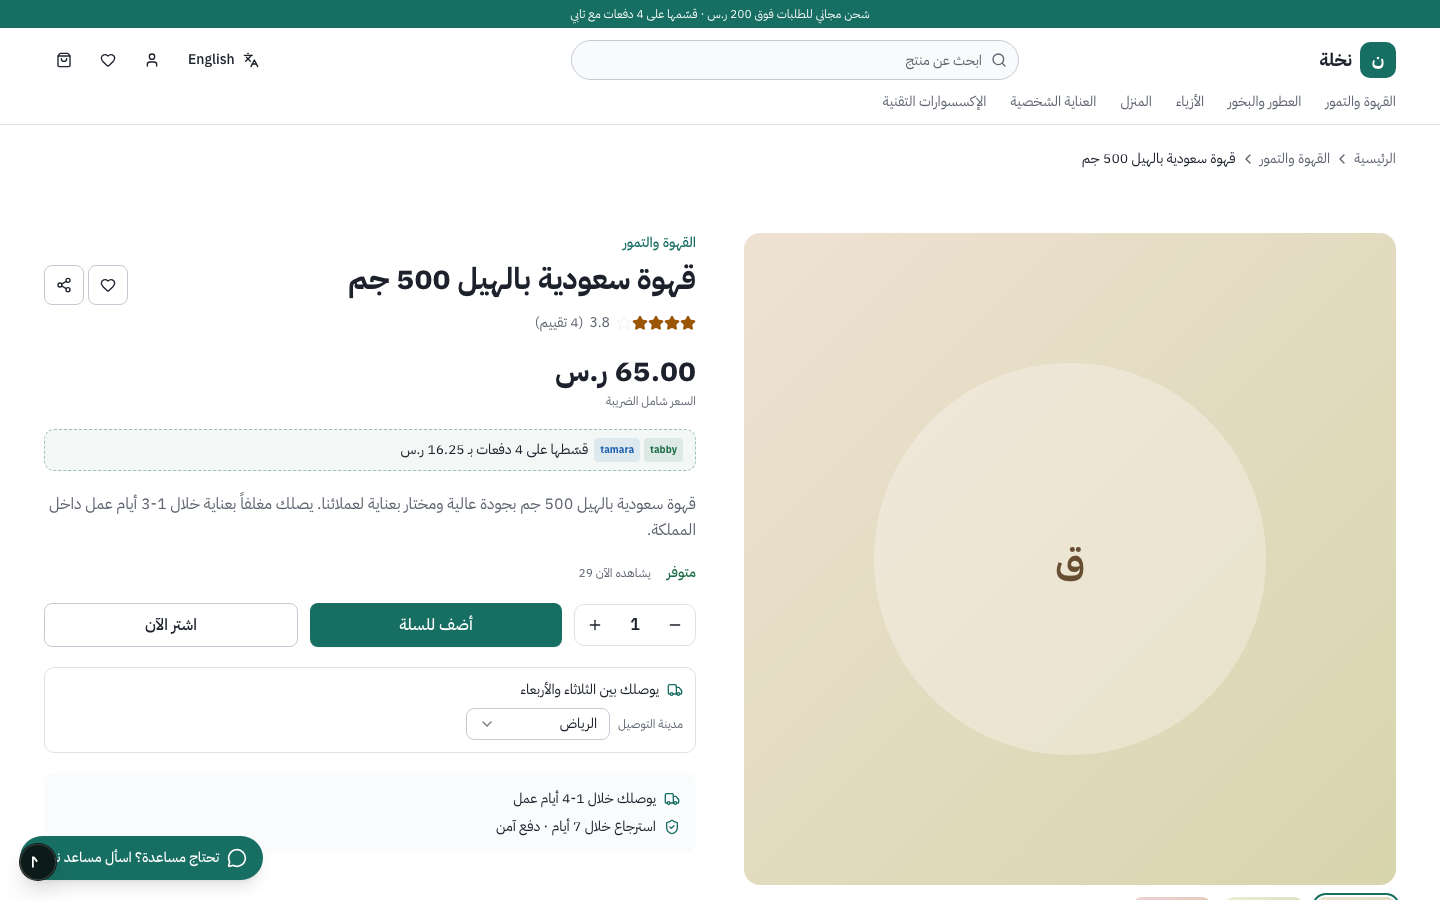 شحن مجاني للطلبات فوق 200 ر.س · قسّمها على 4 دفعات مع تابي
ن نخلة
ابحث عن منتج
English
القهوة والتمور العطور والبخور الأزياء المنزل العناية الشخصية الإكسسوارات التقنية
الرئيسية القهوة والتمور قهوة سعودية بالهيل 500 جم
ق
القهوة والتمور
قهوة سعودية بالهيل 500 جم
3.8 (4 تقييم)
65.00 ر.س
السعر شامل الضريبة
tabby tamara قسّطها على 4 دفعات بـ 16.25 ر.س
قهوة سعودية بالهيل 500 جم بجودة عالية ومختار بعناية لعملائنا. يصلك مغلفاً بعناية خلال 1-3 أيام عمل داخل
المملكة.
متوفر يشاهده الآن 29
1 أضف للسلة اشتر الآن
يوصلك بين الثلاثاء والأربعاء
مدينة التوصيل الرياض
يوصلك خلال 1-4 أيام عمل
استرجاع خلال 7 أيام · دفع آمن
تحتاج مساعدة؟ اسأل مساعد